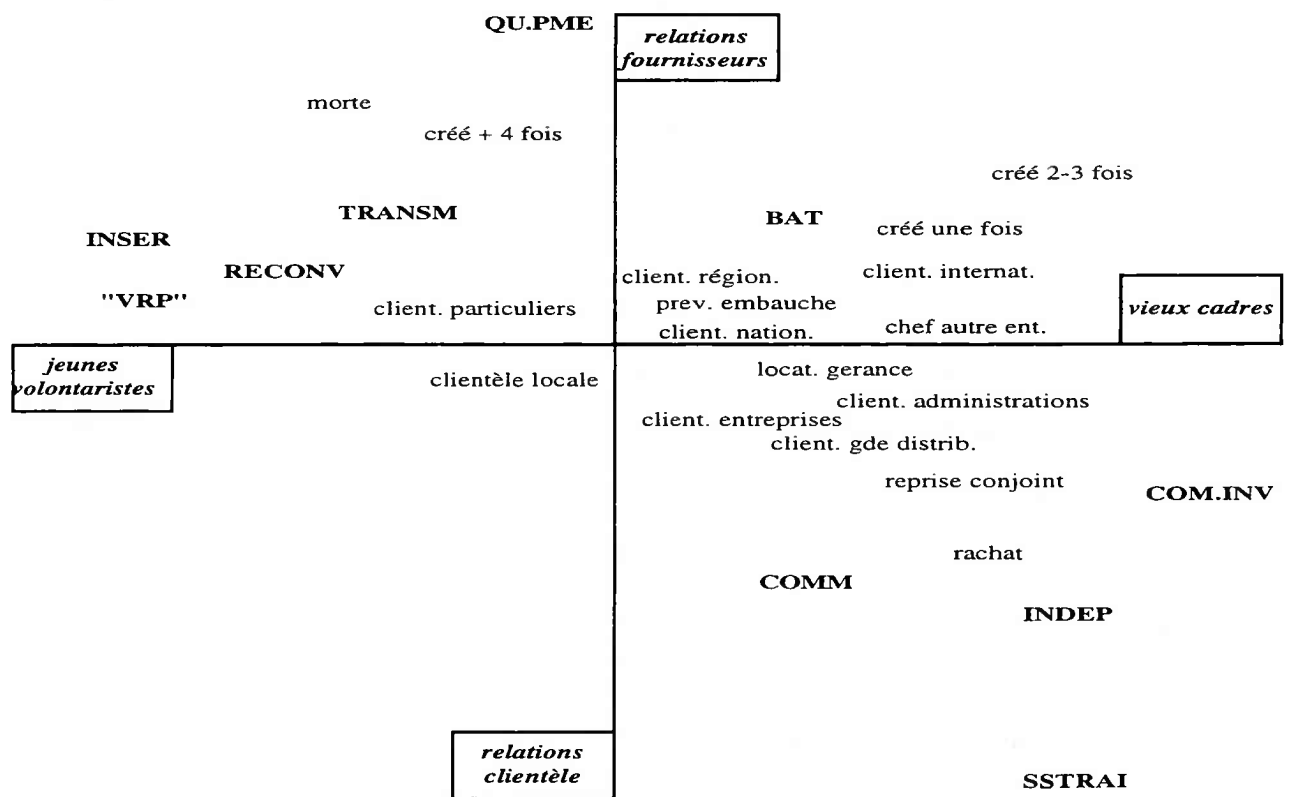 QU.PME
relations
fournisseurs
morte
créé + 4 fois
créé 2-3 fois
TRANSM
BAT
créé une fois
INSER
RECONV
client. région.
client. internat.
"VRP"
client. particuliers
prev. embauche
vieux cadres
client. nation.
chef autre ent.
jeunes
volontaristes
clientèle locale
locat. gerance
client. administrations
client. entreprises
client. gde distrib.
reprise conjoint
COM.INV
rachat
COMM
INDEP
relations
clientèle
SSTRAI